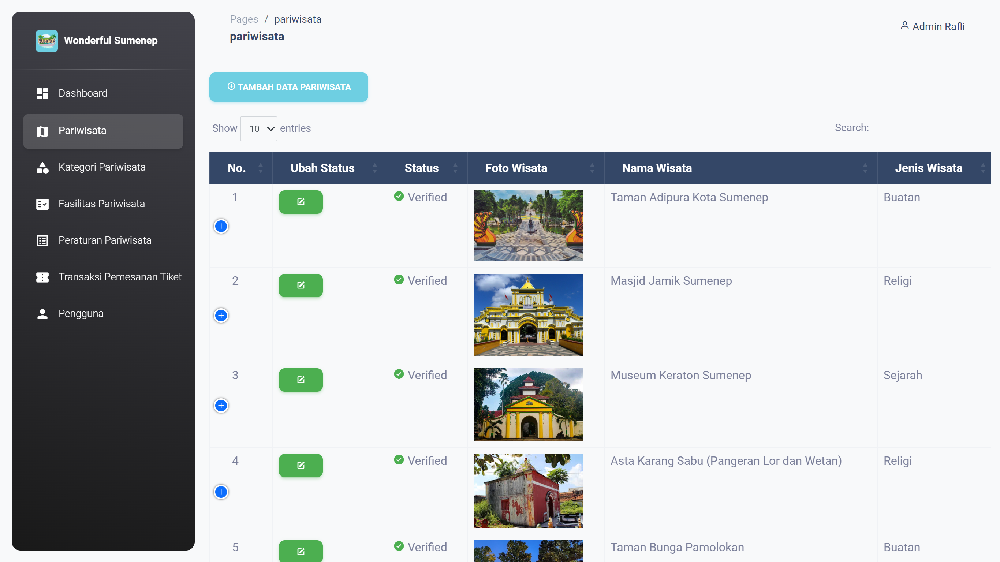 Wonderful Sumenep
Dashboard
Pariwisata
Kategori Pariwisata
Fasilitas Pariwisata
Peraturan Pariwisata
Transaksi Pemesanan Tiket
Pengguna
Pages / pariwisata
pariwisata
Admin Rafli
TAMBAH DATA PARIWISATA
Show 10 entries
Search:
No. Ubah Status Status Foto Wisata Nama Wisata Jenis Wisata
1 Verified Taman Adipura Kota Sumenep Buatan
2 Verified Masjid Jamik Sumenep Religi
3 Verified Museum Keraton Sumenep Sejarah
4 Verified Asta Karang Sabu (Pangeran Lor dan Wetan) Religi
5 Verified Taman Bunga Pamolokan Buatan